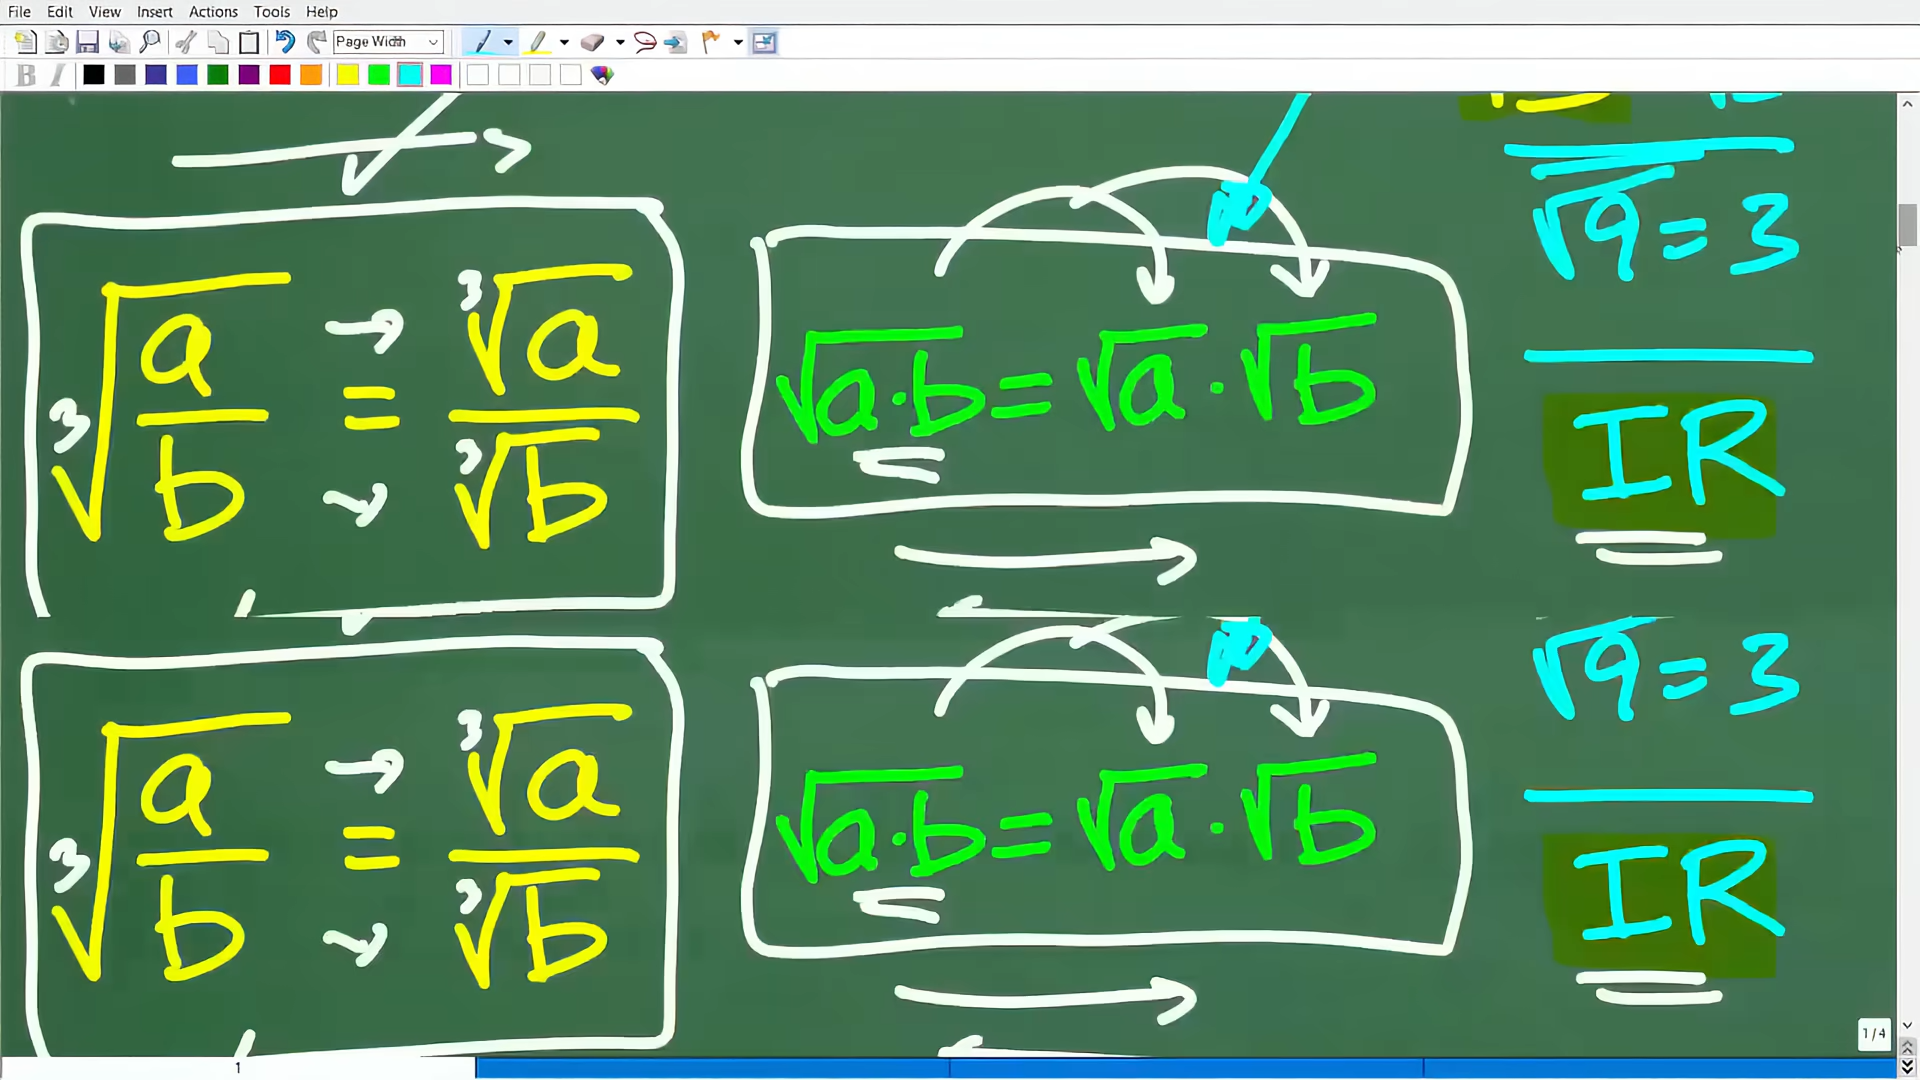 File Edit View Insert Actions Tools Help
Page Width
B I
∛(a/b) = ∛a/∛b
√a·b = √a · √b
√9 = 3
IR
∛(a/b) = ∛a/∛b
√a·b = √a · √b
√9 = 3
IR
1/4
1